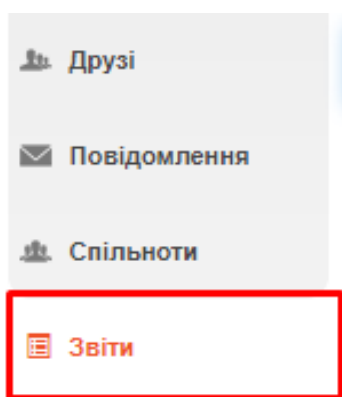 Друзі
Повідомлення
Спільноти
Звіти